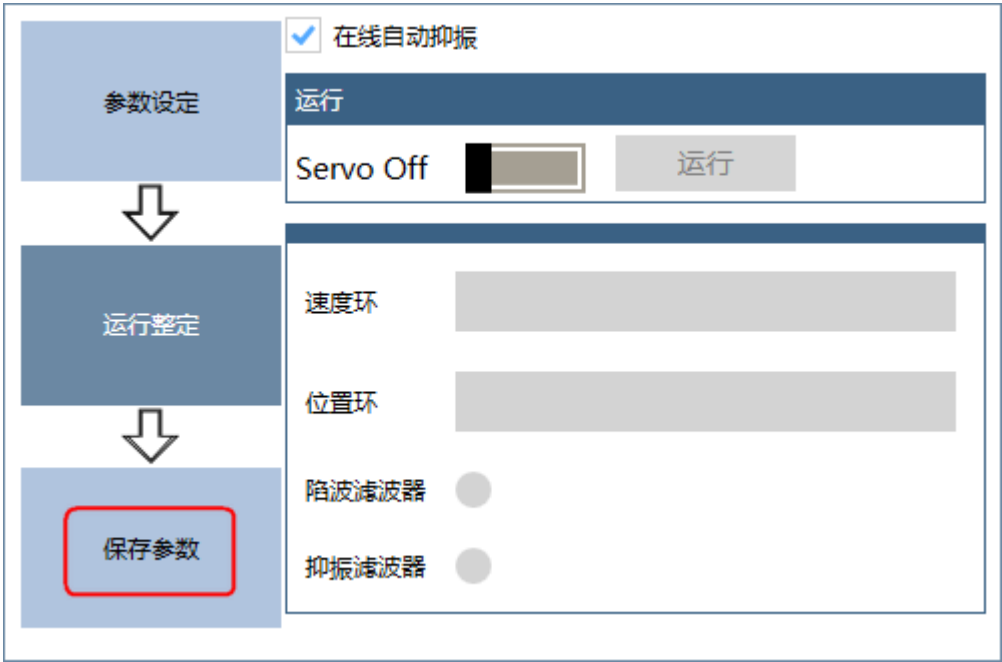 在线自动抑振
参数设定
运行
Servo Off
运行
运行整定
速度环
位置环
陷波滤波器
保存参数
抑振滤波器